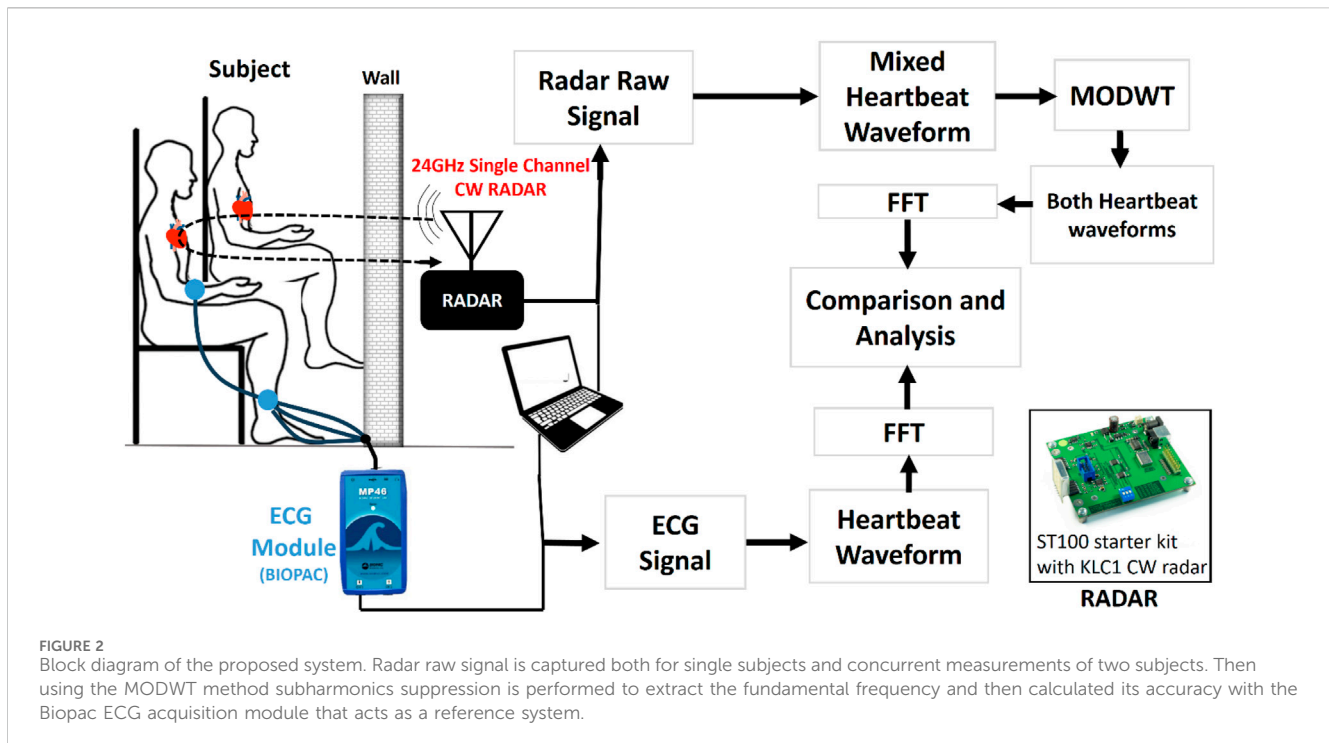 Subject
Wall
24GHz Single Channel
CW RADAR
RADAR
Radar Raw
Signal
Mixed
Heartbeat
Waveform
MODWT
Both Heartbeat
waveforms
FFT
Comparison and
Analysis
FFT
Heartbeat
Waveform
ECG
Signal
ECG
Module
(BIOPAC)
MP46
ST100 starter kit
with KLC1 CW radar
RADAR
FIGURE 2
Block diagram of the proposed system. Radar raw signal is captured both for single subjects and concurrent measurements of two subjects. Then
using the MODWT method subharmonics suppression is performed to extract the fundamental frequency and then calculated its accuracy with the
Biopac ECG acquisition module that acts as a reference system.